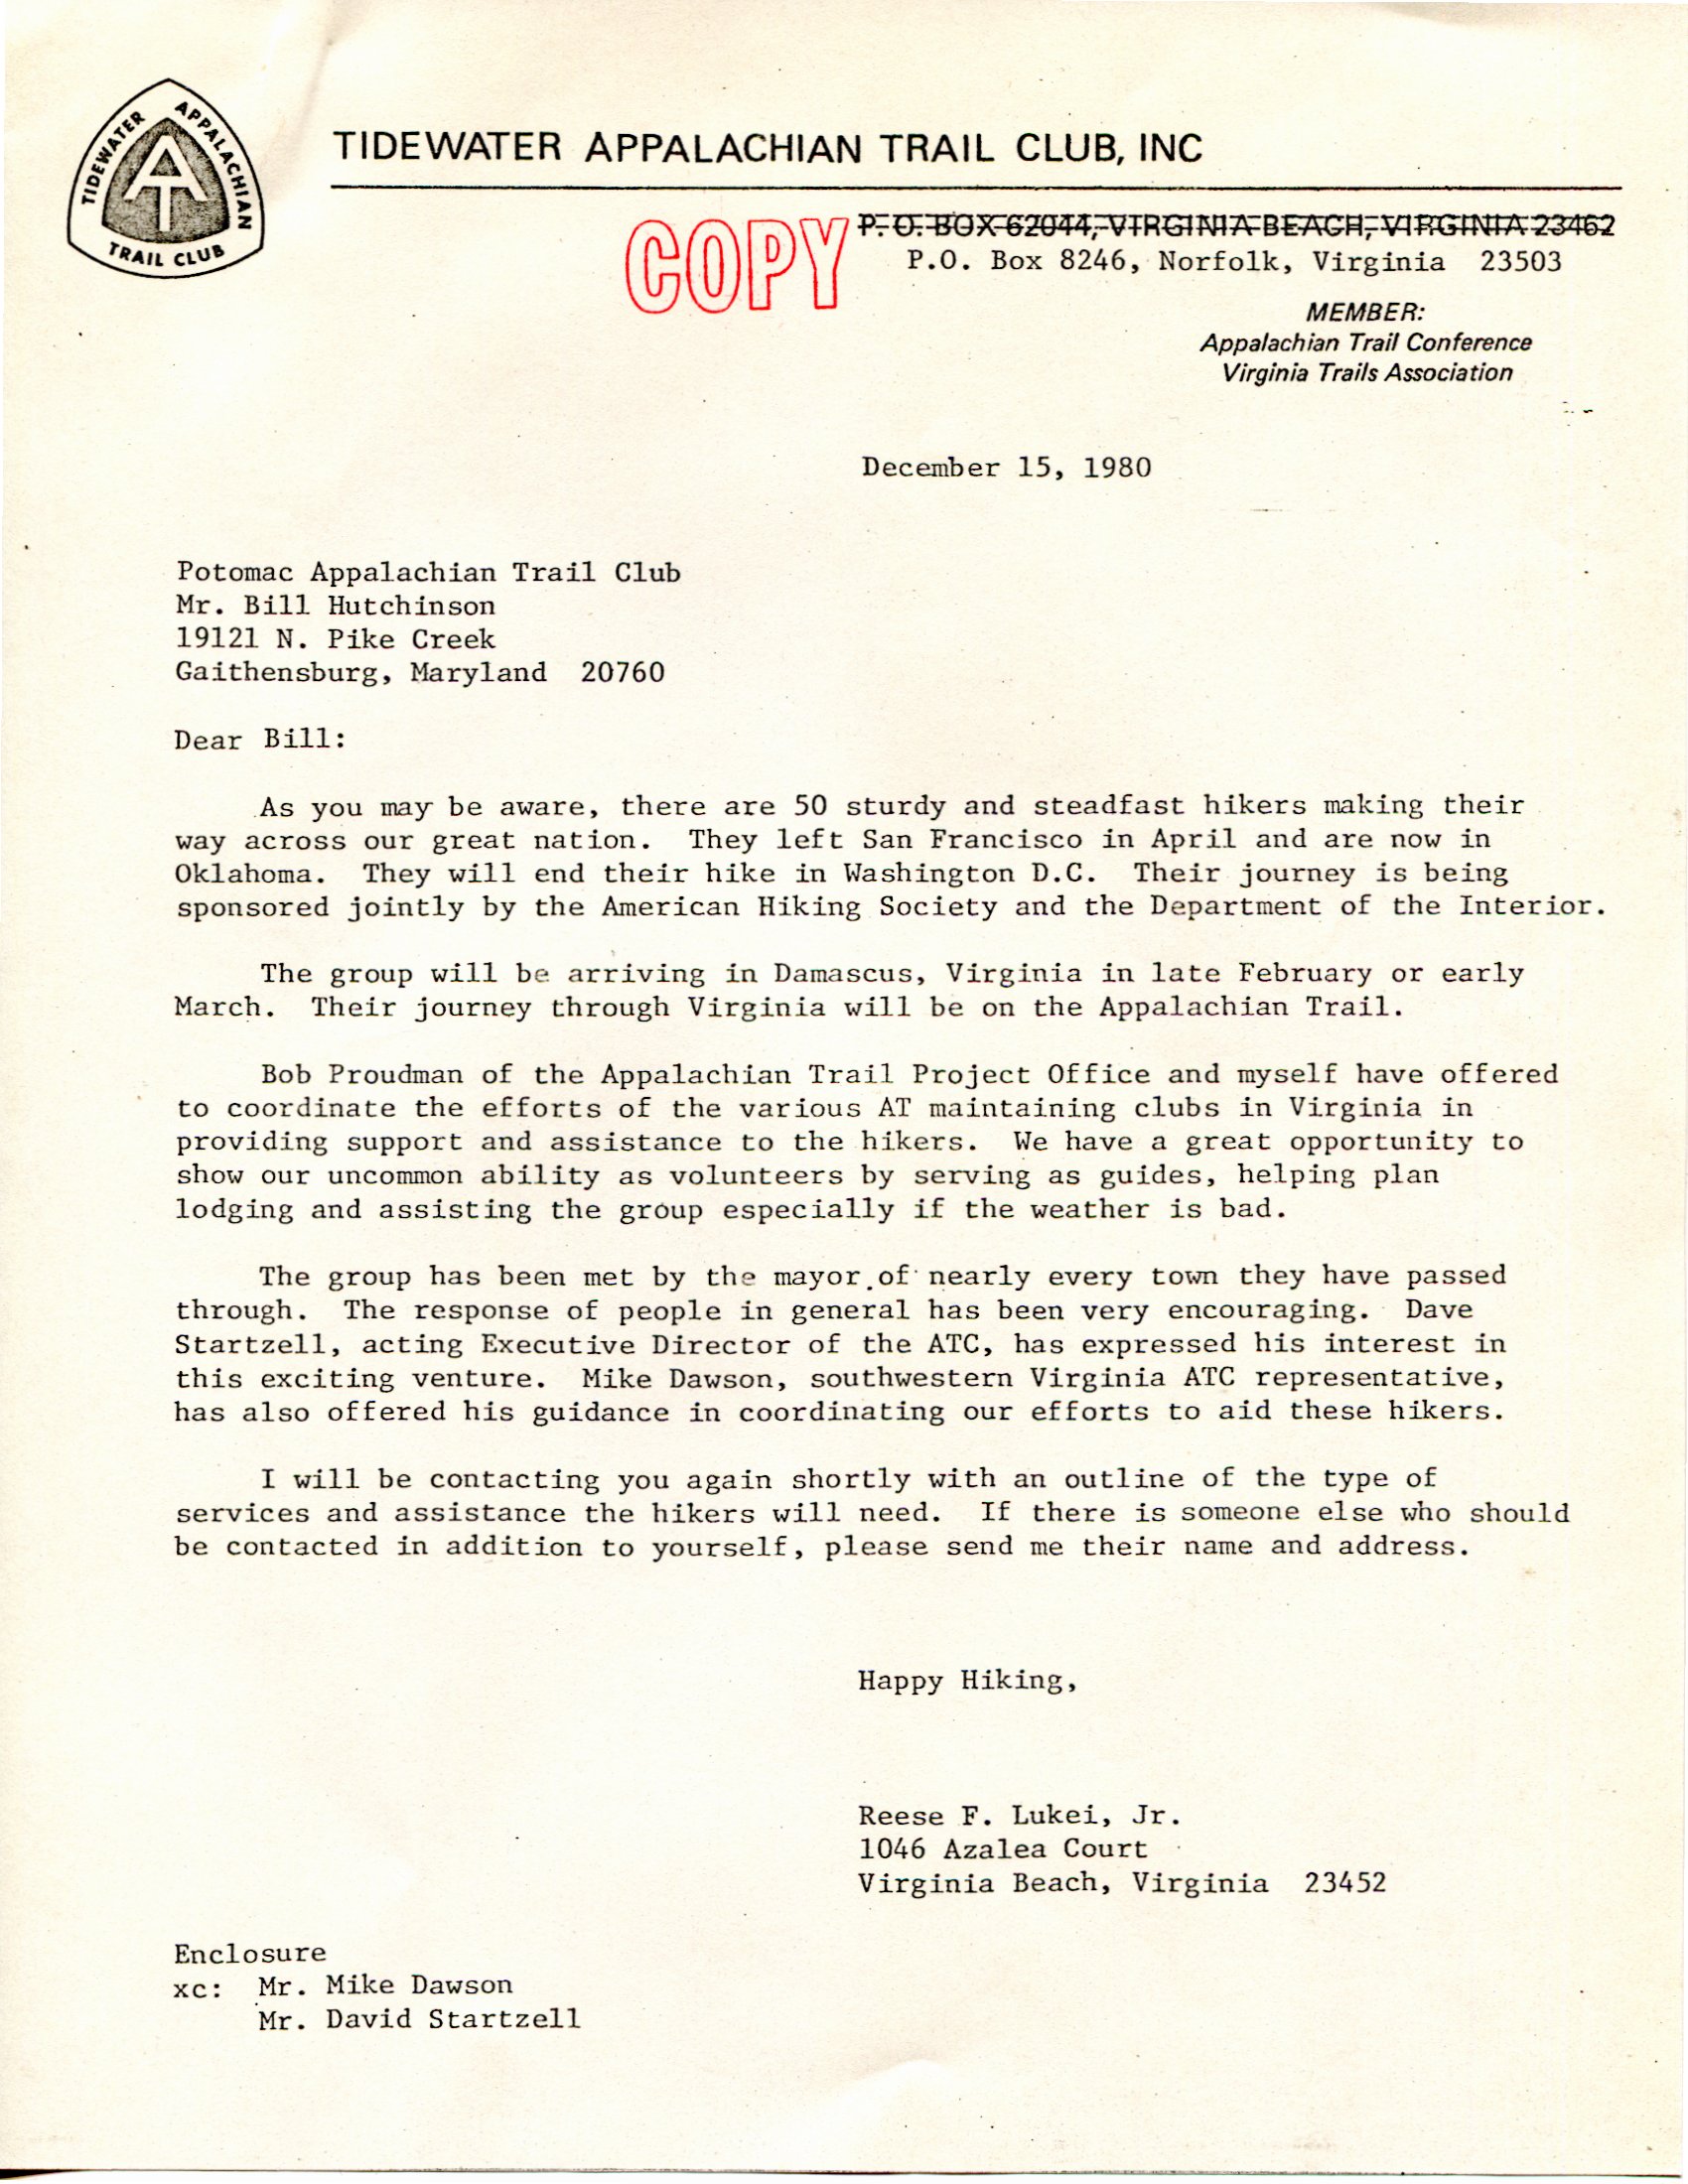 TIDEWATER APPALACHIAN
TRAIL CLUB
AT
TIDEWATER APPALACHIAN TRAIL CLUB, INC
COPY
P. O. BOX 62044, VIRGINIA BEACH, VIRGINIA 23462
P.O. Box 8246, Norfolk, Virginia 23503
MEMBER:
Appalachian Trail Conference
Virginia Trails Association
December 15, 1980
Potomac Appalachian Trail Club
Mr. Bill Hutchinson
19121 N. Pike Creek
Gaithensburg, Maryland 20760
Dear Bill:
As you may be aware, there are 50 sturdy and steadfast hikers making their
way across our great nation. They left San Francisco in April and are now in
Oklahoma. They will end their hike in Washington D.C. Their journey is being
sponsored jointly by the American Hiking Society and the Department of the Interior.
The group will be arriving in Damascus, Virginia in late February or early
March. Their journey through Virginia will be on the Appalachian Trail.
Bob Proudman of the Appalachian Trail Project Office and myself have offered
to coordinate the efforts of the various AT maintaining clubs in Virginia in
providing support and assistance to the hikers. We have a great opportunity to
show our uncommon ability as volunteers by serving as guides, helping plan
lodging and assisting the group especially if the weather is bad.
The group has been met by the mayor of nearly every town they have passed
through. The response of people in general has been very encouraging. Dave
Startzell, acting Executive Director of the ATC, has expressed his interest in
this exciting venture. Mike Dawson, southwestern Virginia ATC representative,
has also offered his guidance in coordinating our efforts to aid these hikers.
I will be contacting you again shortly with an outline of the type of
services and assistance the hikers will need. If there is someone else who should
be contacted in addition to yourself, please send me their name and address.
Happy Hiking,
Reese F. Lukei, Jr.
1046 Azalea Court
Virginia Beach, Virginia 23452
Enclosure
xc: Mr. Mike Dawson
Mr. David Startzell